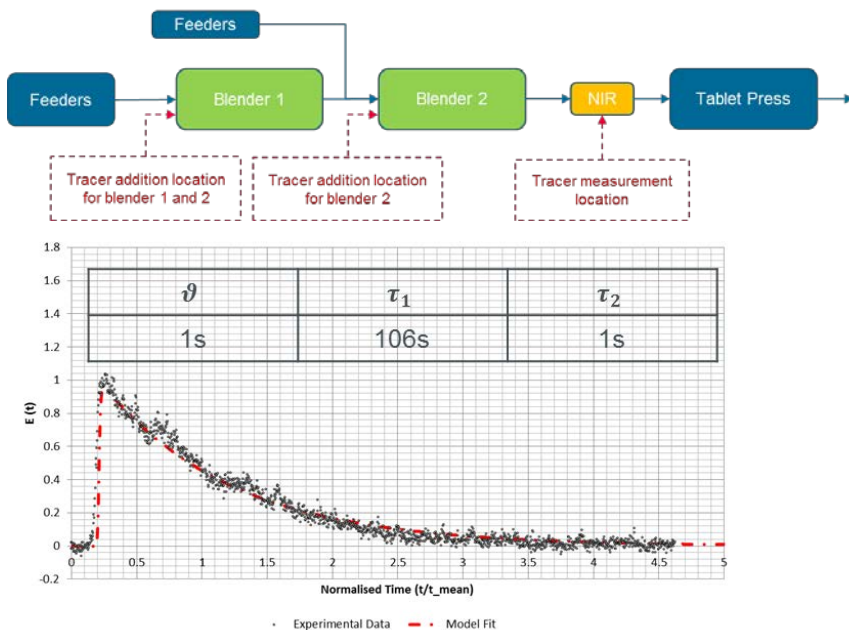 Feeders
Feeders
Blender 1
Blender 2
NIR
Tablet Press
Tracer addition location
for blender 1 and 2
Tracer addition location
for blender 2
Tracer measurement
location
1.8
1.6
1.4
1.2
1
0.8
0.6
0.4
0.2
0
-0.2
E (t)
ϑ τ₁ τ₂
1s 106s 1s
0 0.5 1 1.5 2 2.5 3 3.5 4 4.5 5
Normalised Time (t/t_mean)
Experimental Data Model Fit